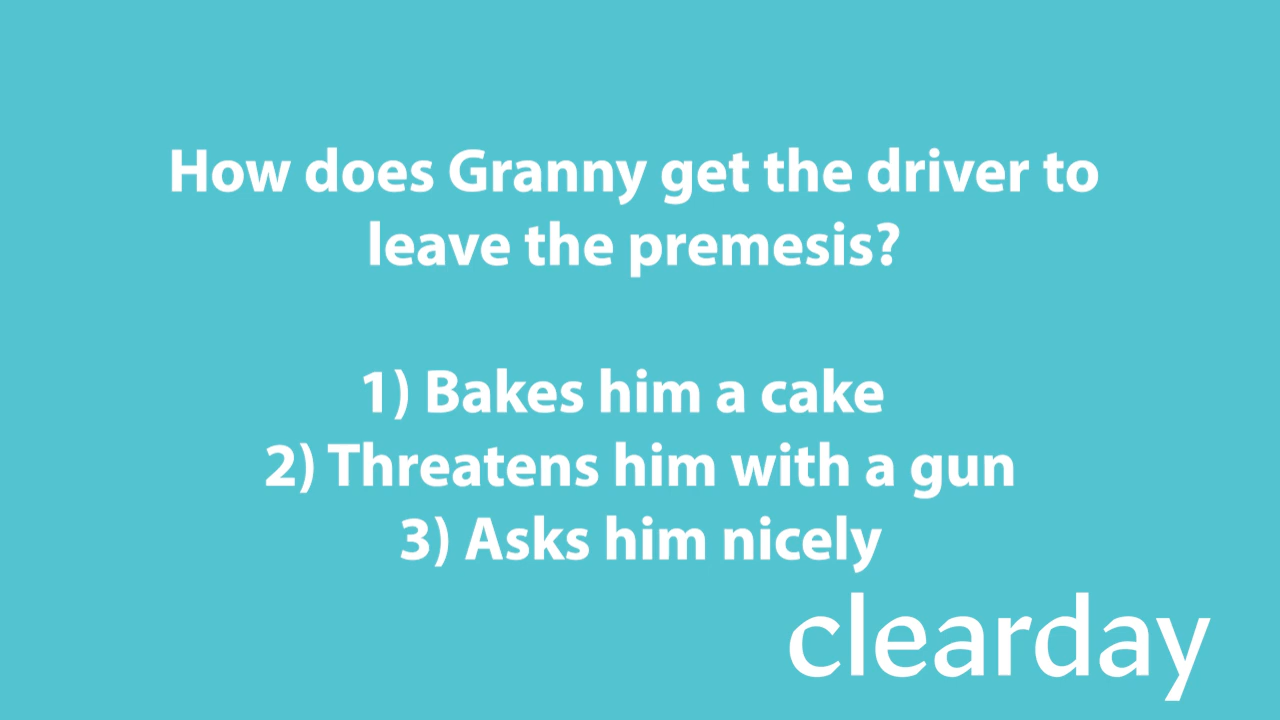 How does Granny get the driver to
leave the premesis?
1) Bakes him a cake
2) Threatens him with a gun
3) Asks him nicely
clearday